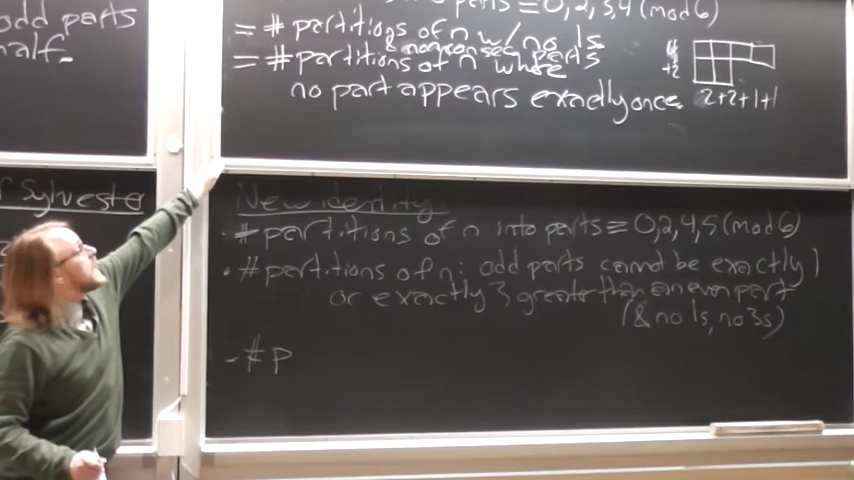 odd parts
half.
parts ≡ 0, 2, 3, 4 (mod 6)
= # partitions of n w/ no 1s
& nonconsec parts
= # partitions of n whose
no part appears exactly once.
4
+2
2+2+1+1
Sylvester
New identity
· # partitions of n into parts ≡ 0,2,4,5 (mod 6)
· # partitions of n: odd parts cannot be exactly 1
or exactly 3 greater than an even part
(& no 1s, no 3s)
- # p